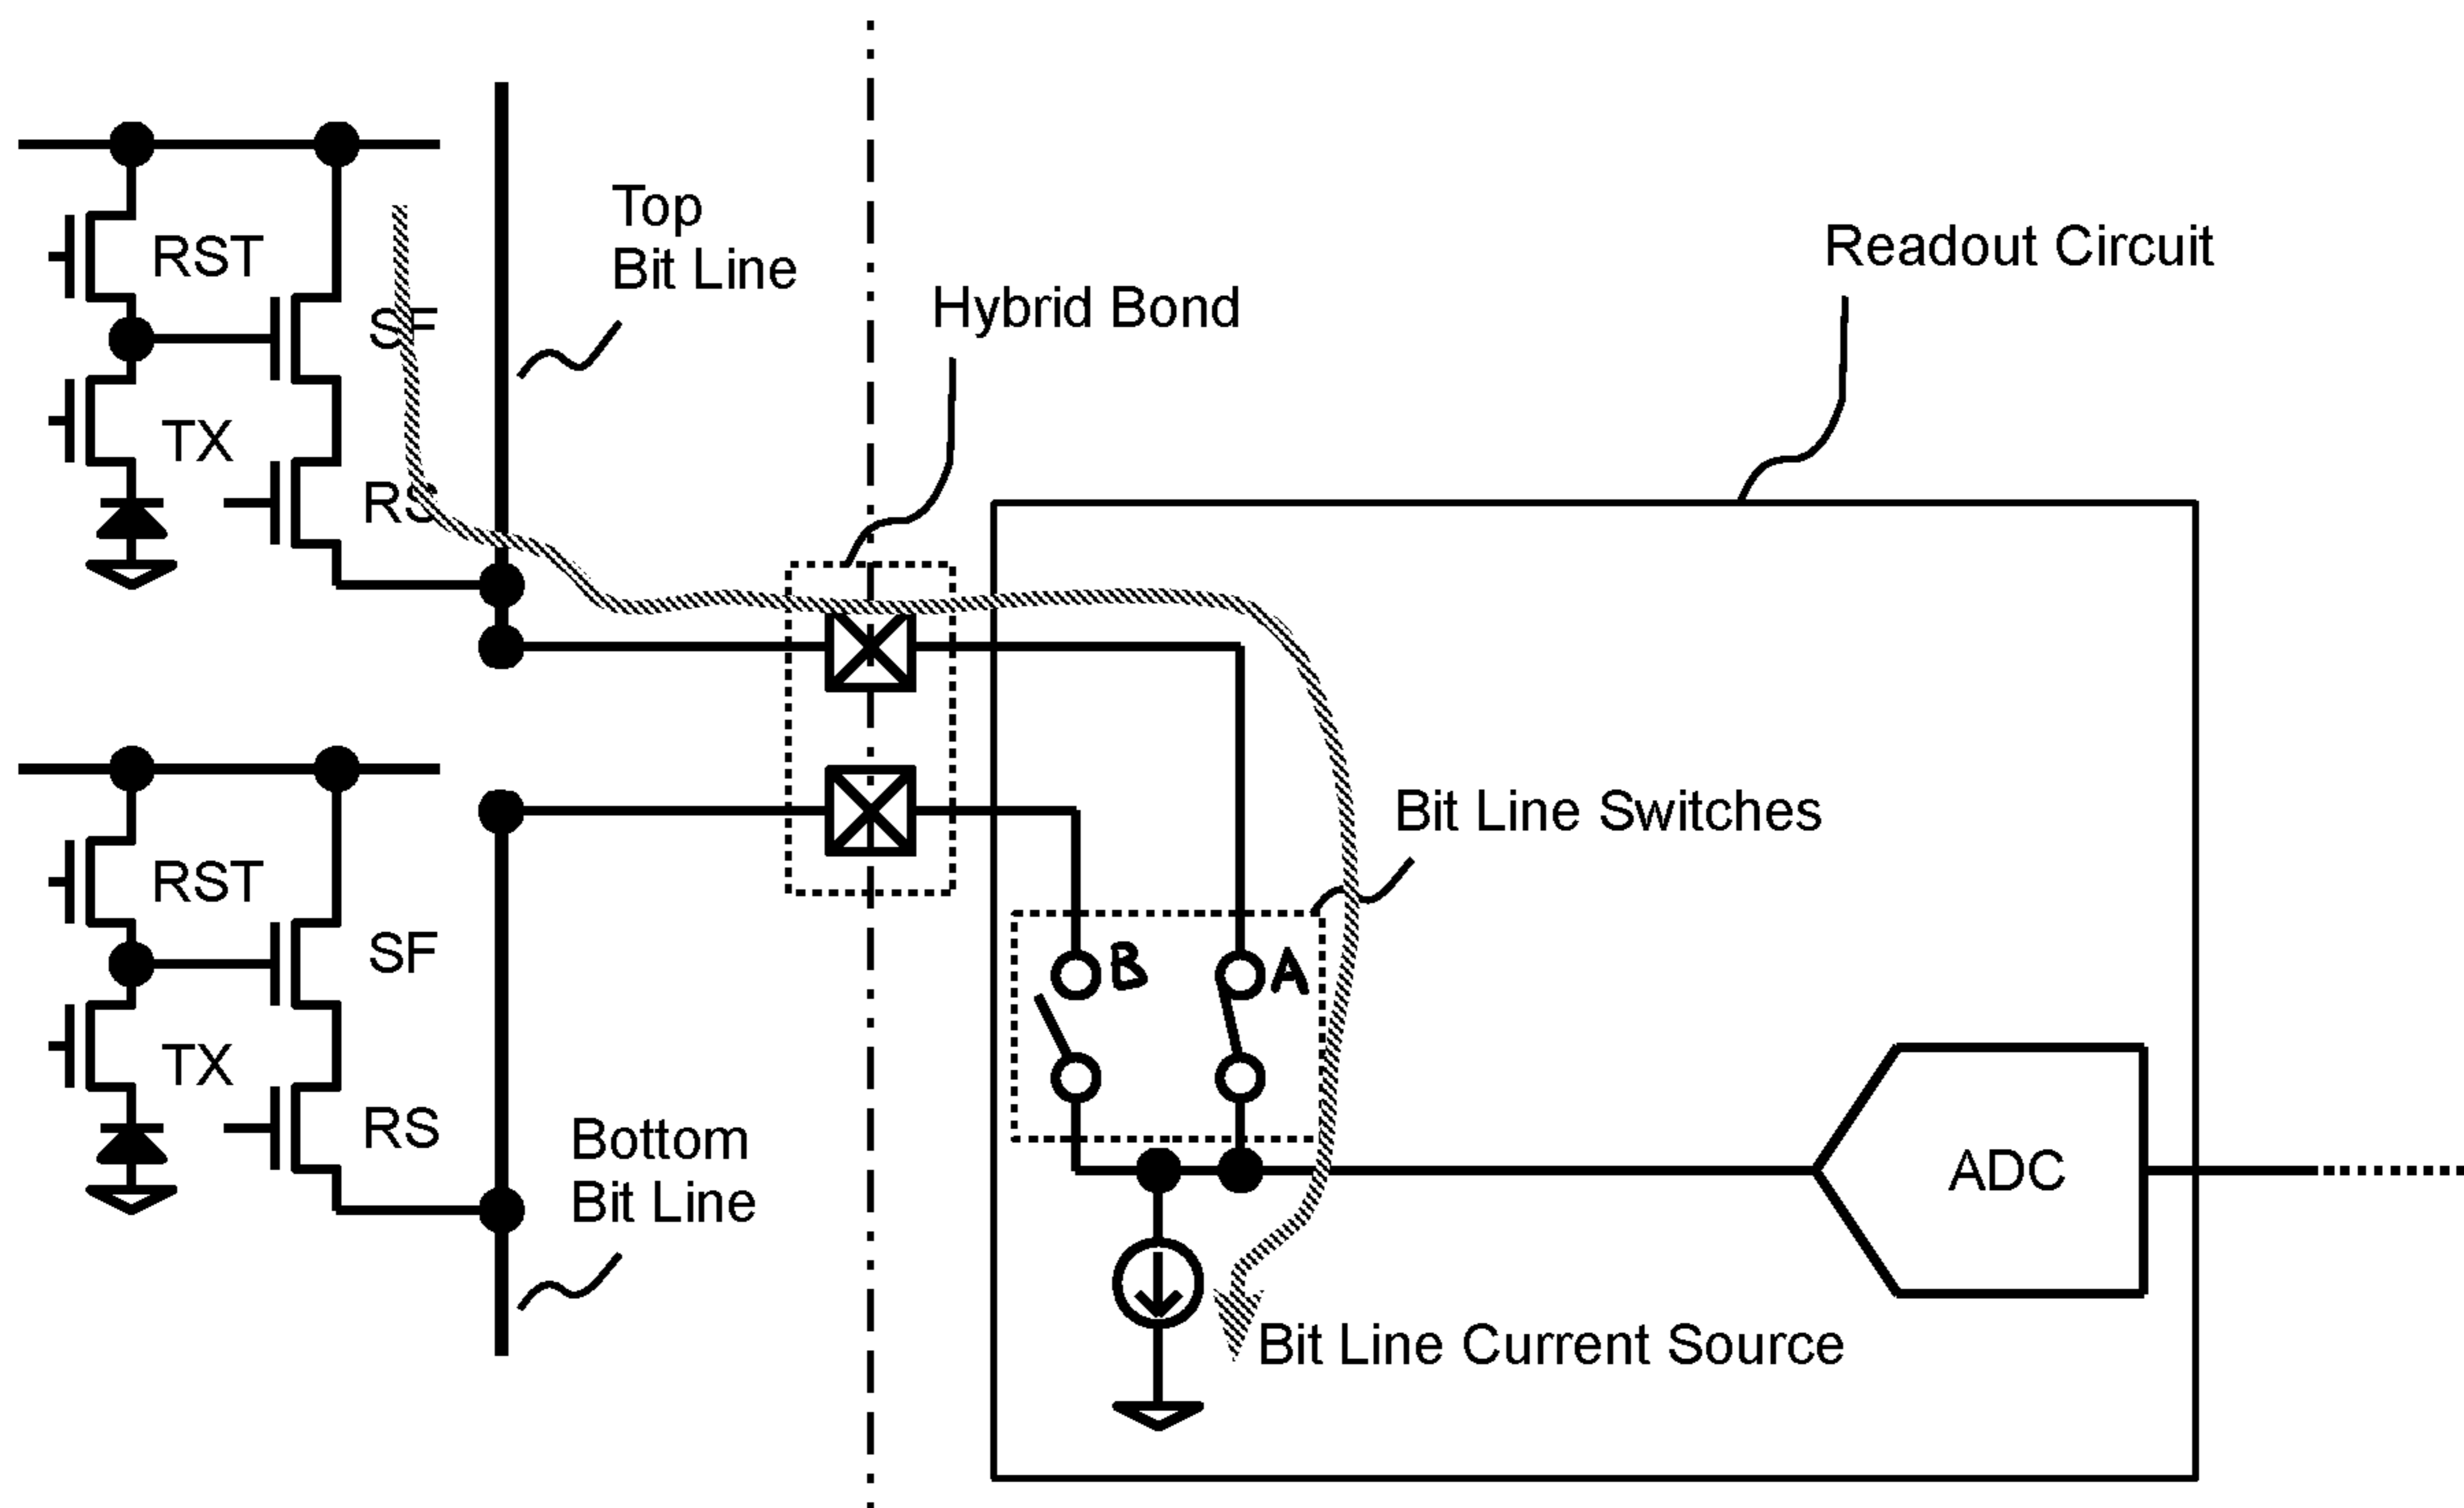 Top
Bit Line
Readout Circuit
Hybrid Bond
RST
SF
TX
RS
Bit Line Switches
RST
SF
B
A
TX
RS
Bottom
Bit Line
ADC
Bit Line Current Source